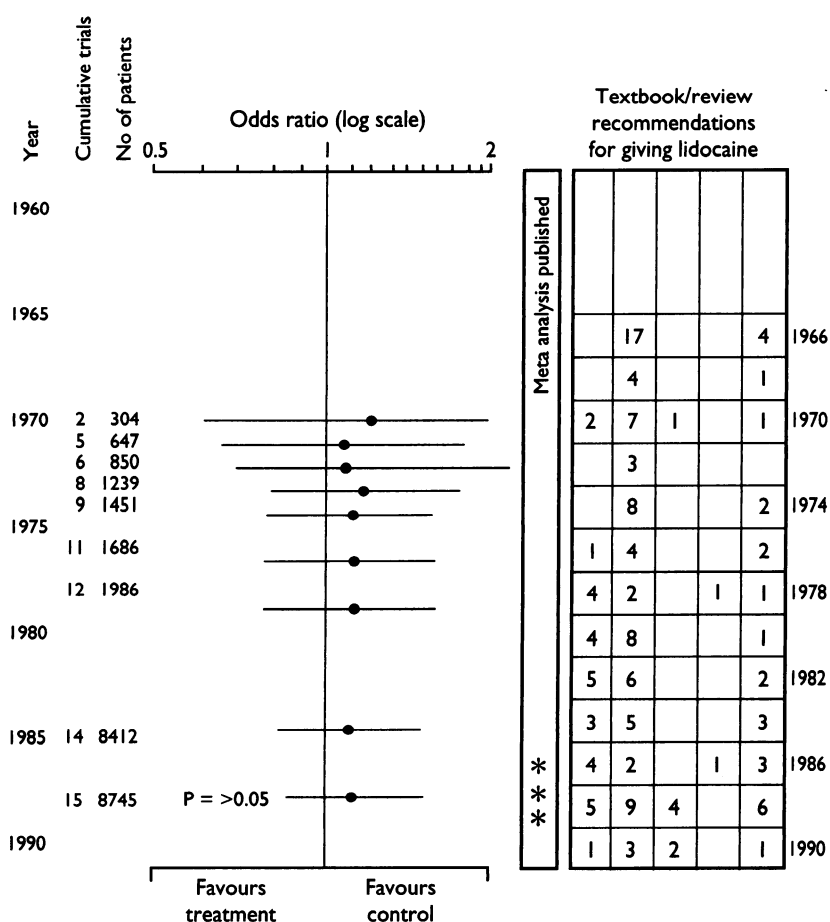 Year
Cumulative trials
No of patients
Odds ratio (log scale)
0.5 1 2
Textbook/review
recommendations
for giving lidocaine
Meta analysis published
1960
1965
17 4 1966
4 1
1970 2 304
2 7 1 1 1970
5 647
6 850
3
8 1239
9 1451
8 2 1974
1975
11 1686
1 4 2
12 1986
4 2 1 1 1978
1980
4 8 1
5 6 2 1982
1985 14 8412
3 5 3
* 4 2 1 3 1986
15 8745 P = >0.05
*
* 5 9 4 6
1990
1 3 2 1 1990
0.5 1 2
Favours
treatment
Favours
control